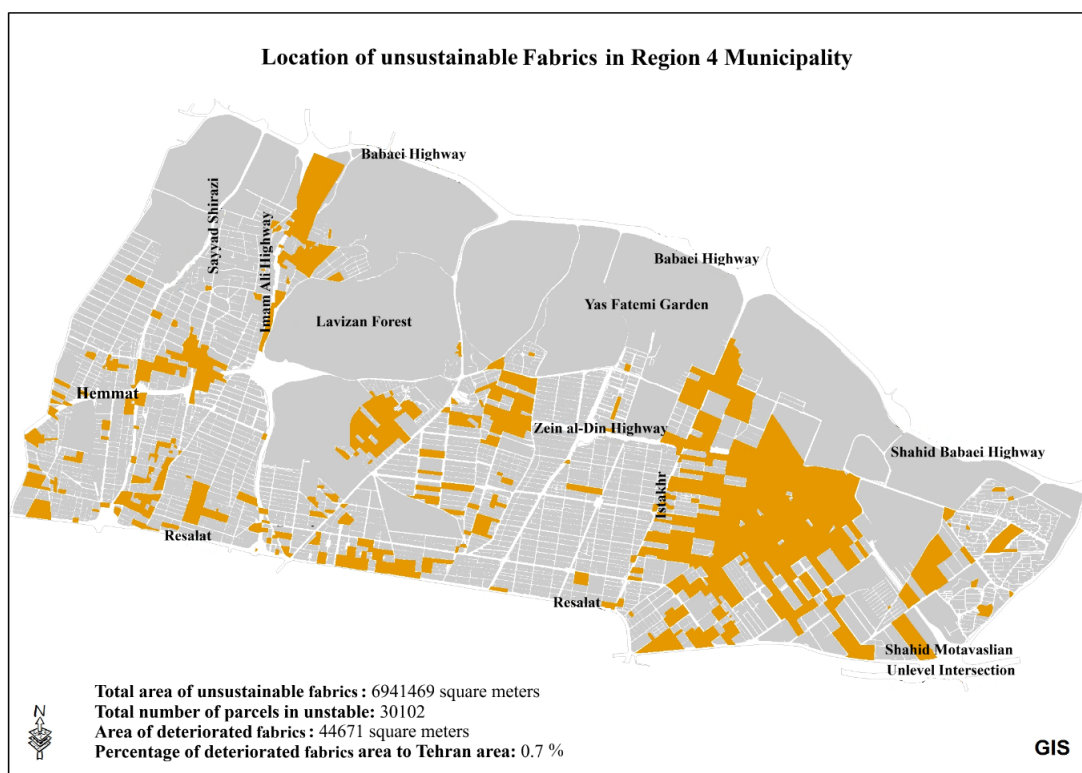 Location of unsustainable Fabrics in Region 4 Municipality
Babaei Highway
Sayyad Shirazi
Imam Ali Highway
Babaei Highway
Yas Fatemi Garden
Lavizan Forest
Hemmat
Zein al-Din Highway
Shahid Babaei Highway
Istakhr
Resalat
Resalat
Shahid Motavaslian
Unlevel Intersection
Total area of unsustainable fabrics : 6941469 square meters
Total number of parcels in unstable: 30102
Area of deteriorated fabrics : 44671 square meters
Percentage of deteriorated fabrics area to Tehran area: 0.7 %
GIS